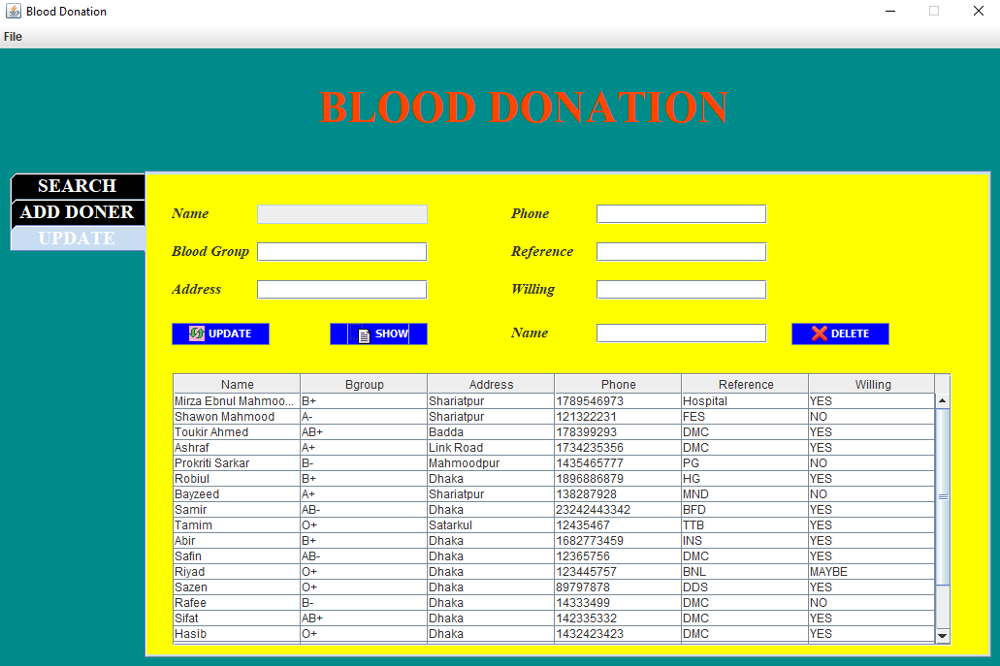 Blood Donation
File
BLOOD DONATION
SEARCH
ADD DONER
UPDATE
Name Phone
Blood Group Reference
Address Willing
UPDATE SHOW Name DELETE
Name Bgroup Address Phone Reference Willing
Mirza Ebnul Mahmoo... B+ Shariatpur 1789546973 Hospital YES
Shawon Mahmood A- Shariatpur 121322231 FES NO
Toukir Ahmed AB+ Badda 178399293 DMC YES
Ashraf A+ Link Road 1734235356 DMC YES
Prokriti Sarkar B- Mahmoodpur 1435465777 PG NO
Robiul B+ Dhaka 1896886879 HG YES
Bayzeed A+ Shariatpur 138287928 MND NO
Samir AB- Dhaka 23242443342 BFD YES
Tamim O+ Satarkul 12435467 TTB YES
Abir B+ Dhaka 1682773459 INS YES
Safin AB- Dhaka 12365756 DMC YES
Riyad O+ Dhaka 123445757 BNL MAYBE
Sazen O+ Dhaka 89797878 DDS YES
Rafee B- Dhaka 14333499 DMC NO
Sifat AB+ Dhaka 142335332 DMC YES
Hasib O+ Dhaka 1432423423 DMC YES